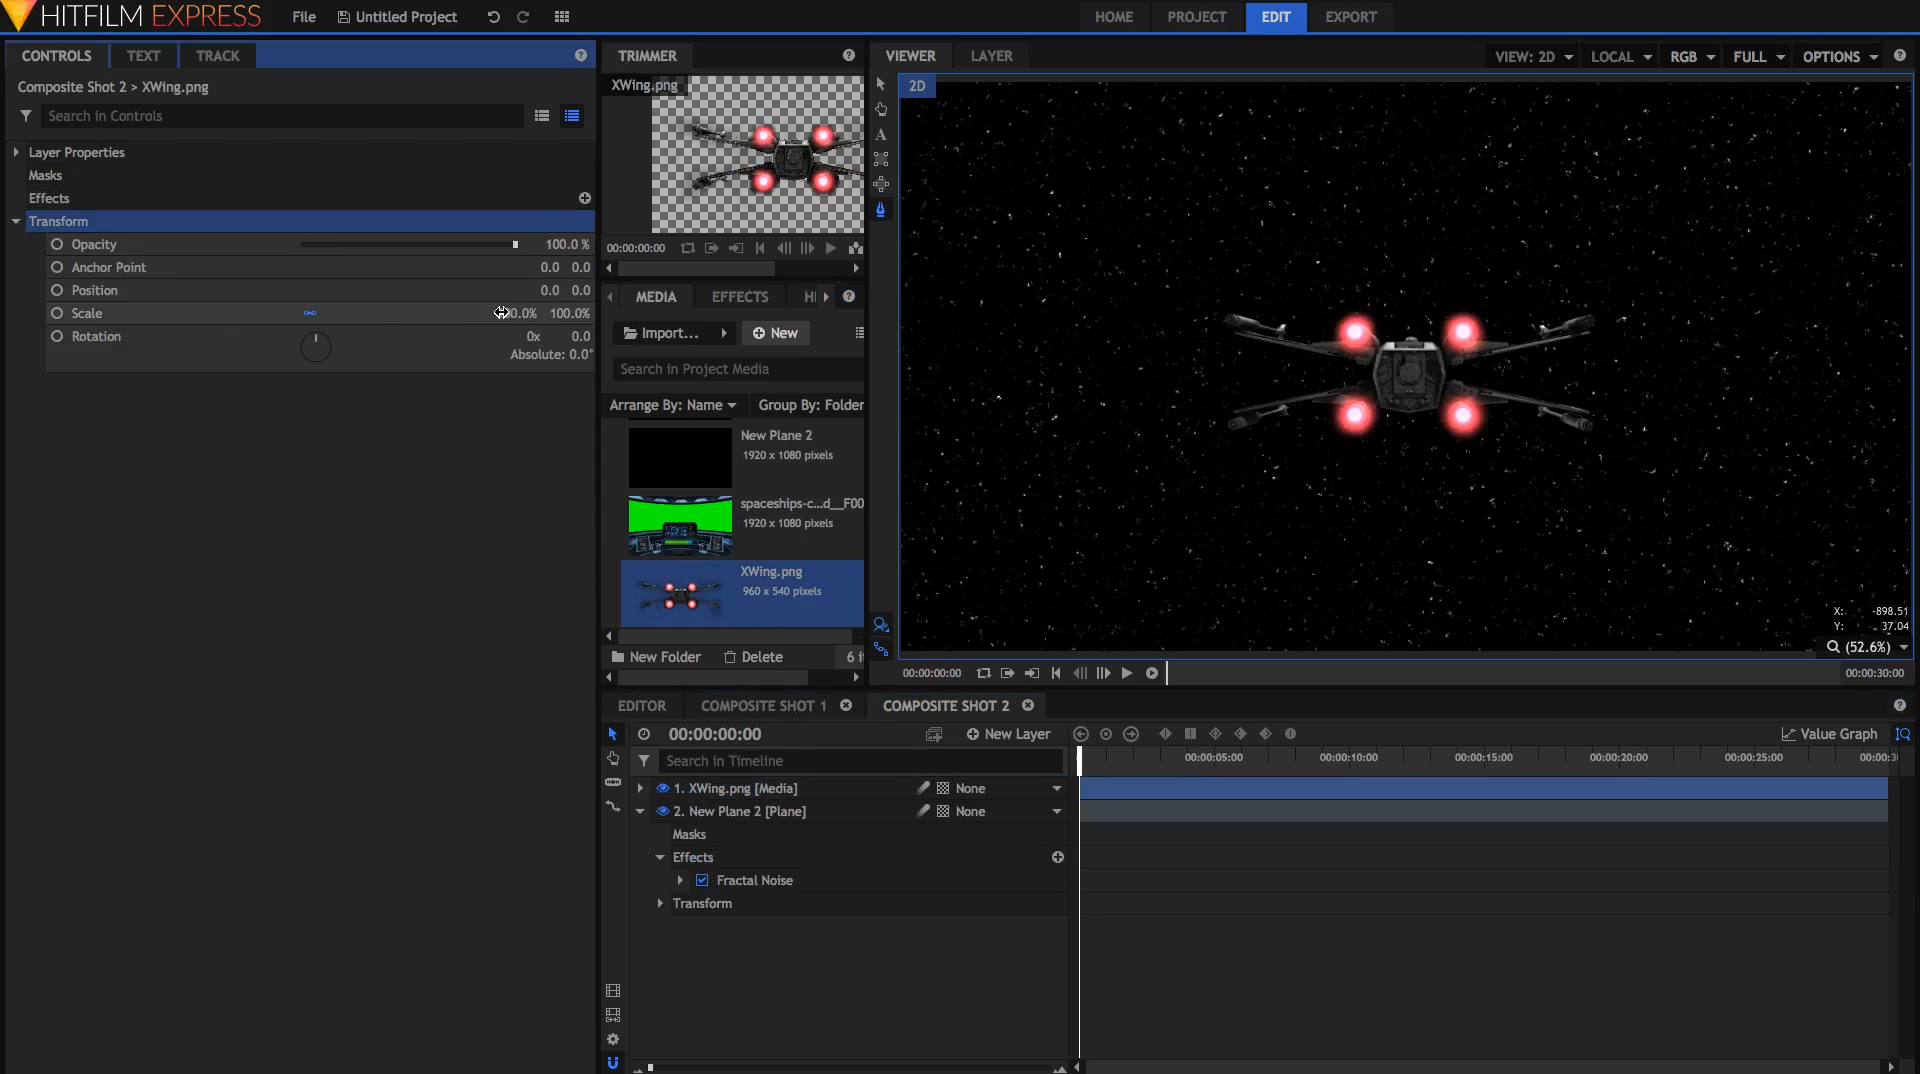 HITFILM EXPRESS File Untitled Project HOME PROJECT EDIT EXPORT
CONTROLS TEXT TRACK
Composite Shot 2 > XWing.png
Search in Controls
Layer Properties
Masks
Effects
Transform
Opacity 100.0 %
Anchor Point 0.0 0.0
Position 0.0 0.0
Scale 100.0%
Rotation 0x 0.0
Absolute: 0.0°
TRIMMER
XWing.png
00:00:00:00
MEDIA EFFECTS
Import... New
Search in Project Media
Arrange By: Name Group By: Folder
New Plane 2
1920 x 1080 pixels
spaceships-c...d__F00
1920 x 1080 pixels
XWing.png
960 x 540 pixels
New Folder Delete 6
VIEWER LAYER VIEW: 2D LOCAL RGB FULL OPTIONS
2D
X: -898.51
Y: 37.04
(52.6%)
00:00:00:00 00:00:30:00
EDITOR COMPOSITE SHOT 1 COMPOSITE SHOT 2
00:00:00:00 New Layer Value Graph
Search in Timeline 00:00:05:00 00:00:10:00 00:00:15:00 00:00:20:00 00:00:25:00
1. XWing.png [Media] None
2. New Plane 2 [Plane] None
Masks
Effects
Fractal Noise
Transform